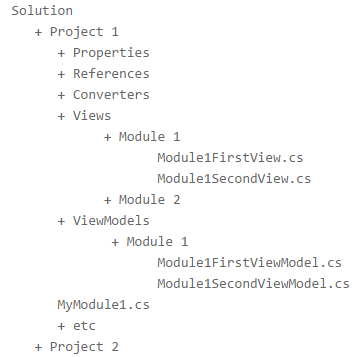 Solution
+ Project 1
+ Properties
+ References
+ Converters
+ Views
+ Module 1
Module1FirstView.cs
Module1SecondView.cs
+ Module 2
+ ViewModels
+ Module 1
Module1FirstViewModel.cs
Module1SecondViewModel.cs
MyModule1.cs
+ etc
+ Project 2